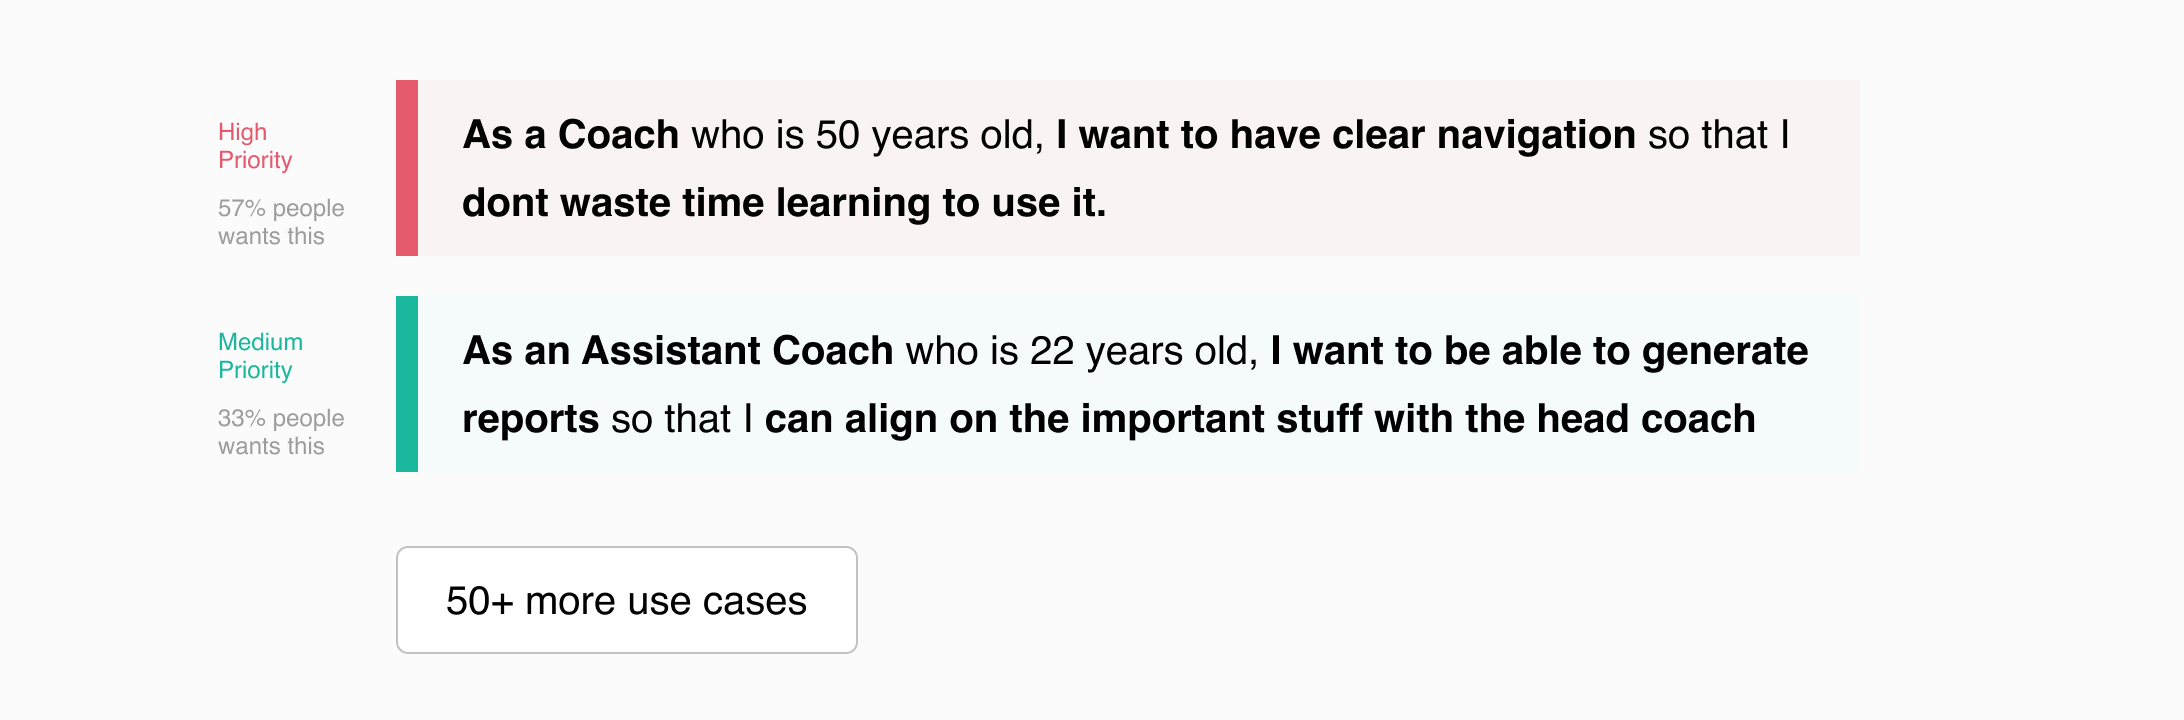 High
Priority
57% people
wants this
As a Coach who is 50 years old, I want to have clear navigation so that I
dont waste time learning to use it.
Medium
Priority
33% people
wants this
As an Assistant Coach who is 22 years old, I want to be able to generate
reports so that I can align on the important stuff with the head coach
50+ more use cases